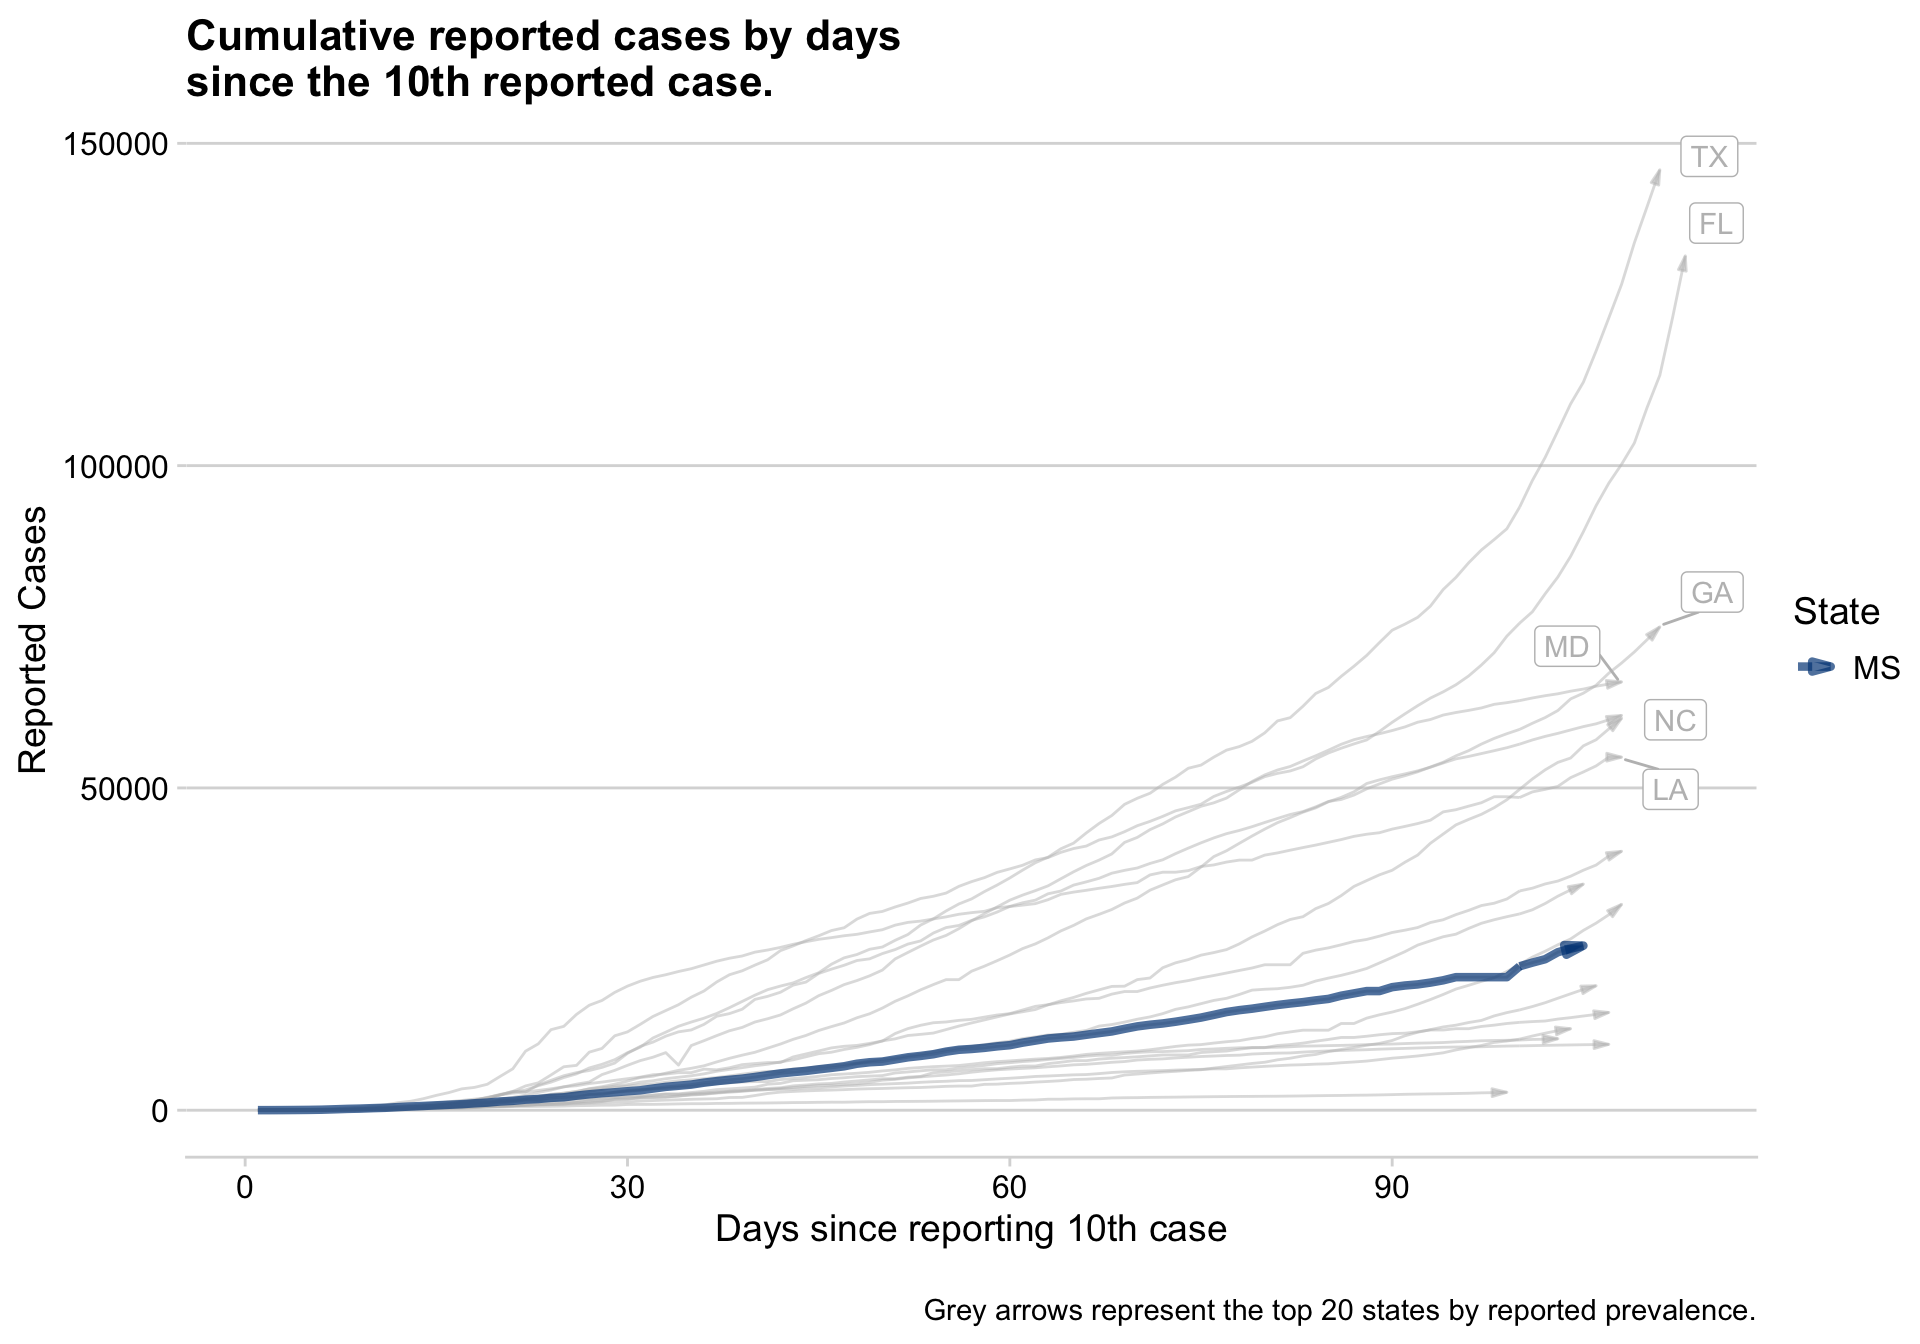 Cumulative reported cases by days
since the 10th reported case.
150000
100000
50000
0
Reported Cases
TX
FL
GA
MD
NC
LA
State
MS
0
30
60
90
Days since reporting 10th case
Grey arrows represent the top 20 states by reported prevalence.